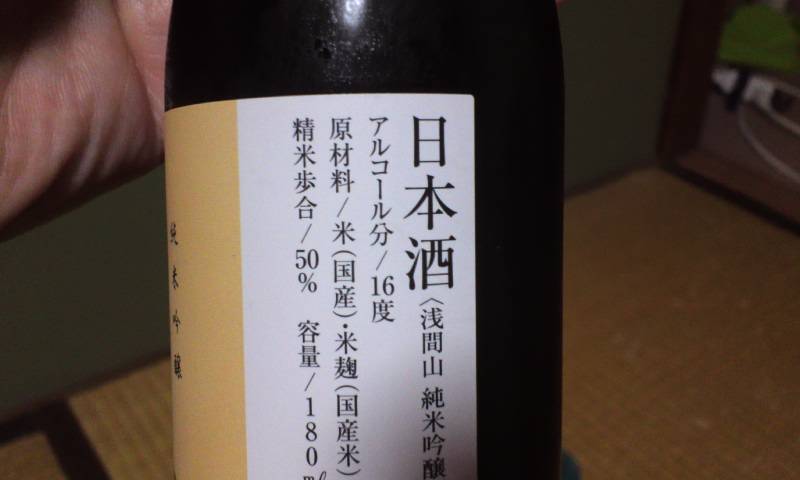 日本酒〈浅間山 純米吟醸
アルコール分/16度
原材料/米(国産)・米麹(国産米)
精米歩合/50% 容量/180ml
純米吟醸